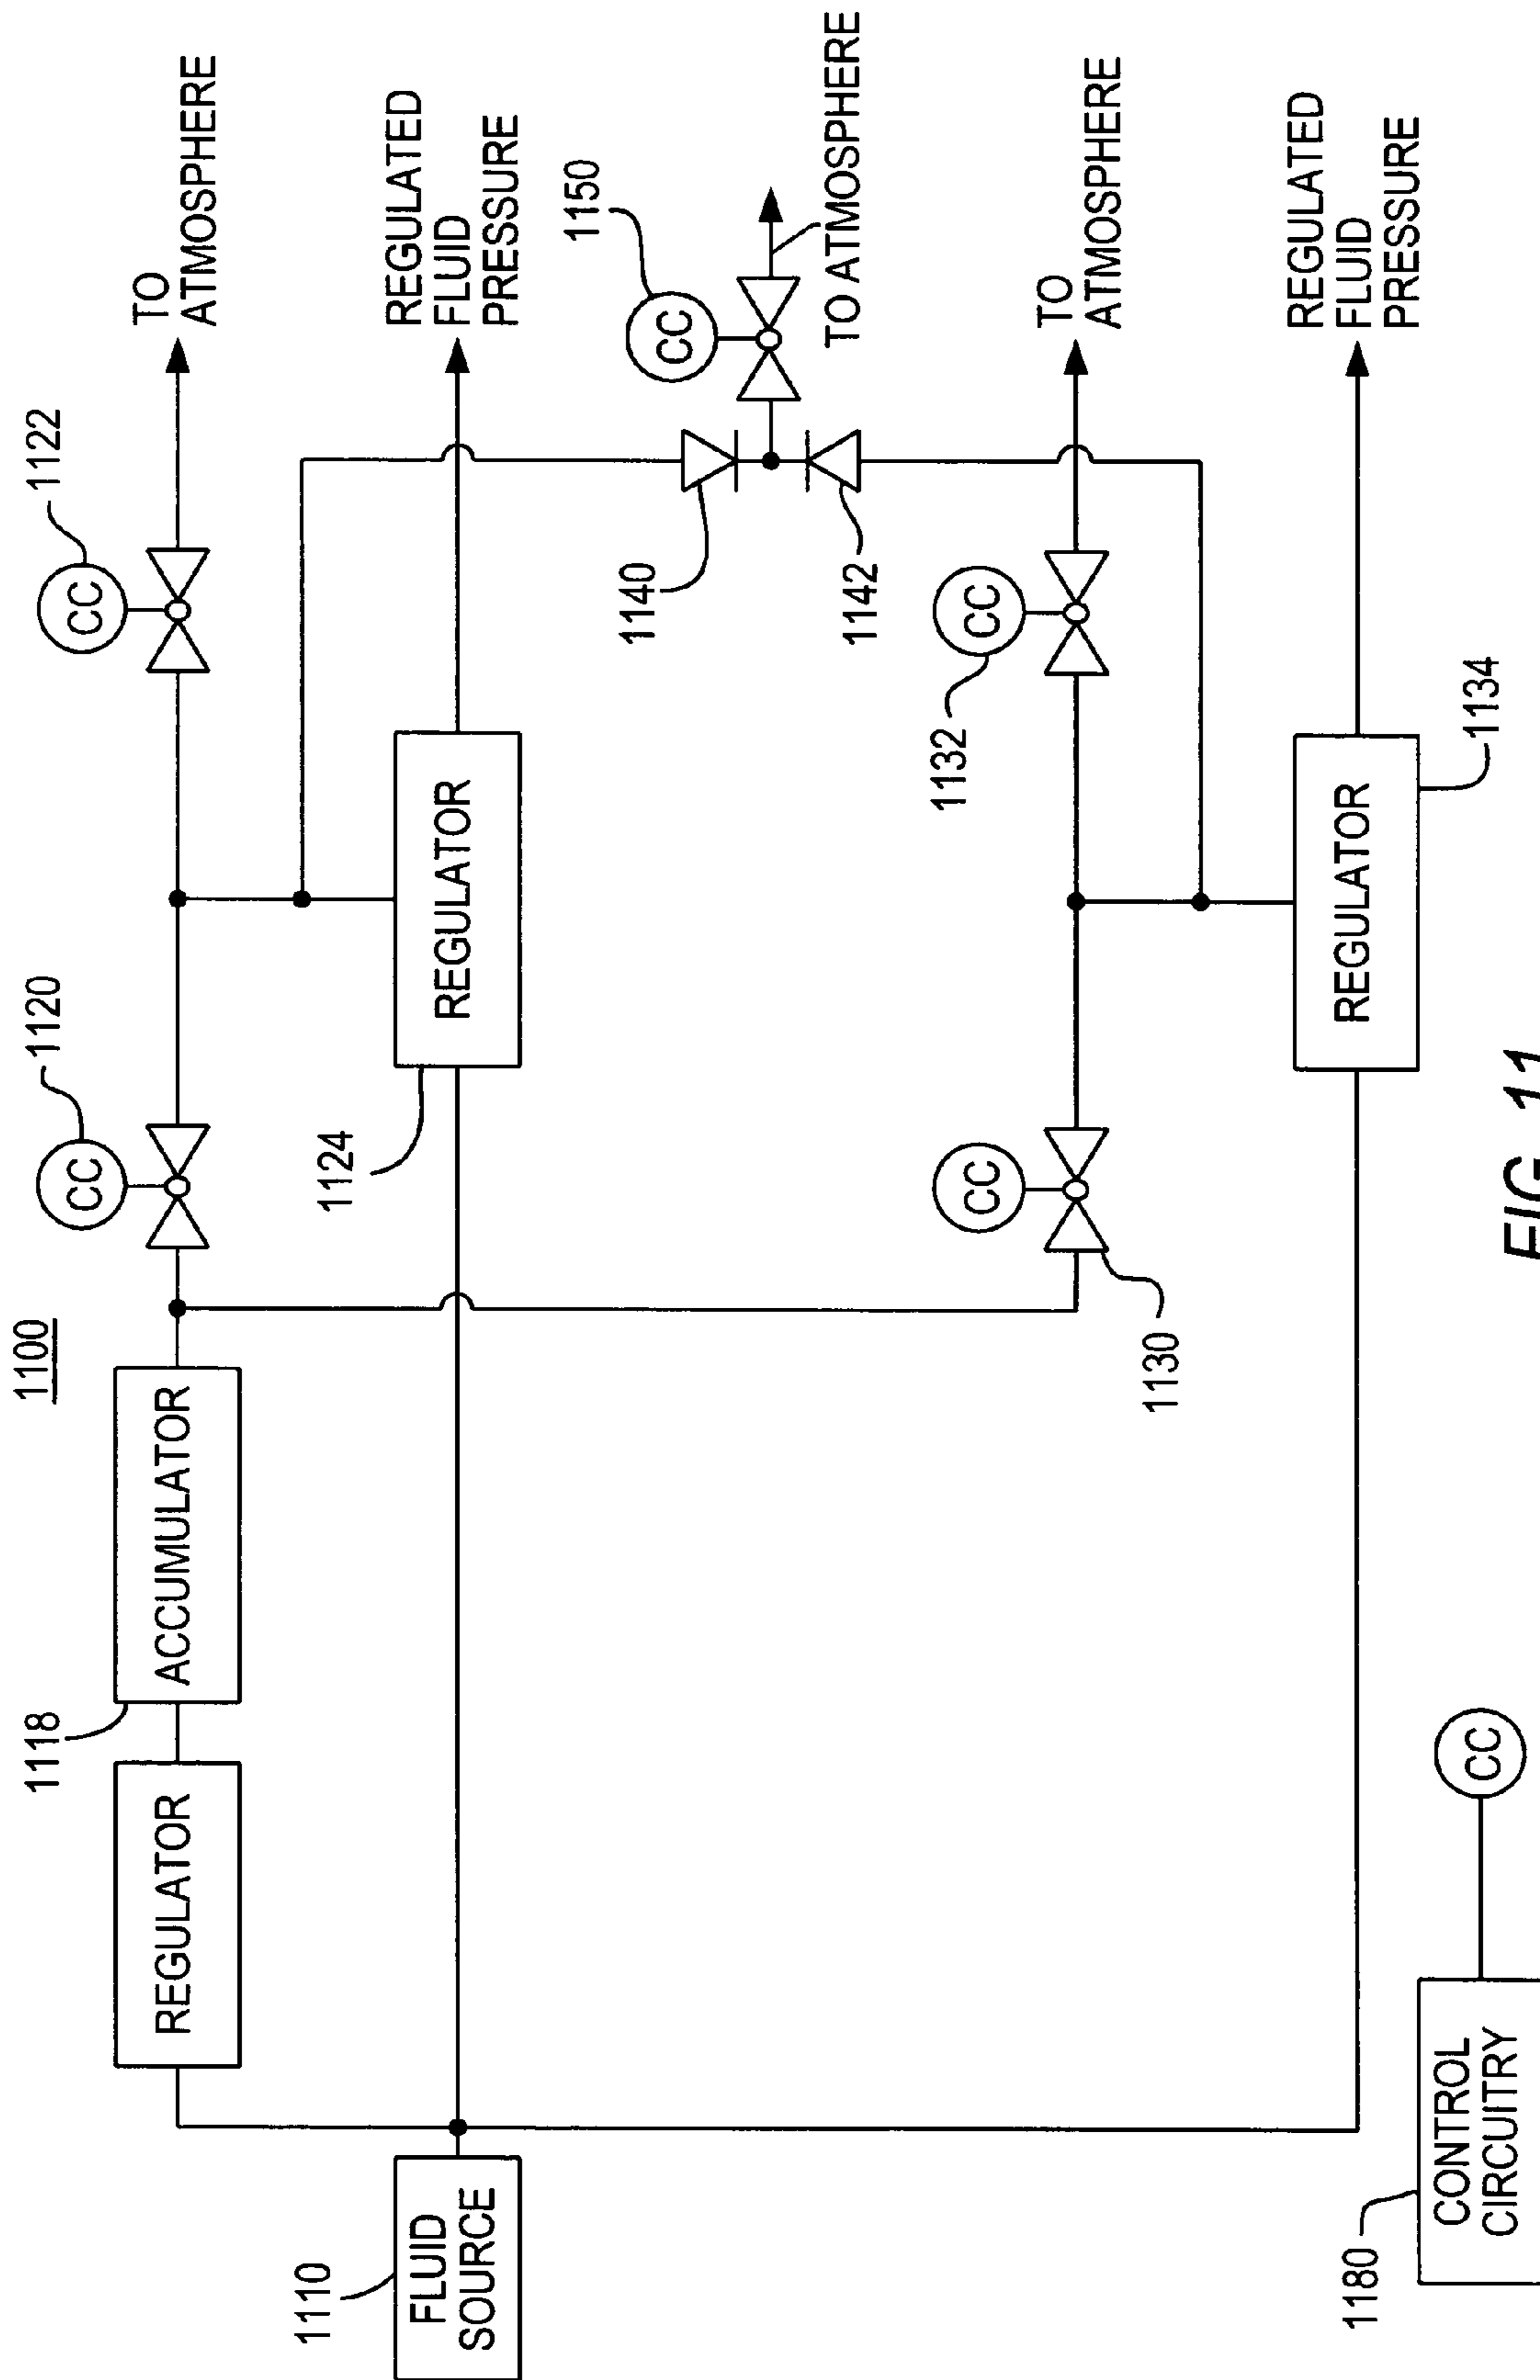 1100
1120
CC
1122
CC
TO
ATMOSPHERE
1118
REGULATOR
ACCUMULATOR
REGULATED
FLUID
PRESSURE
1110
FLUID
SOURCE
1124
REGULATOR
1150
CC
TO ATMOSPHERE
1140
1142
1130
CC
1132
CC
TO
ATMOSPHERE
REGULATOR
1134
REGULATED
FLUID
PRESSURE
1180
CONTROL
CIRCUITRY
CC
FIG. 11